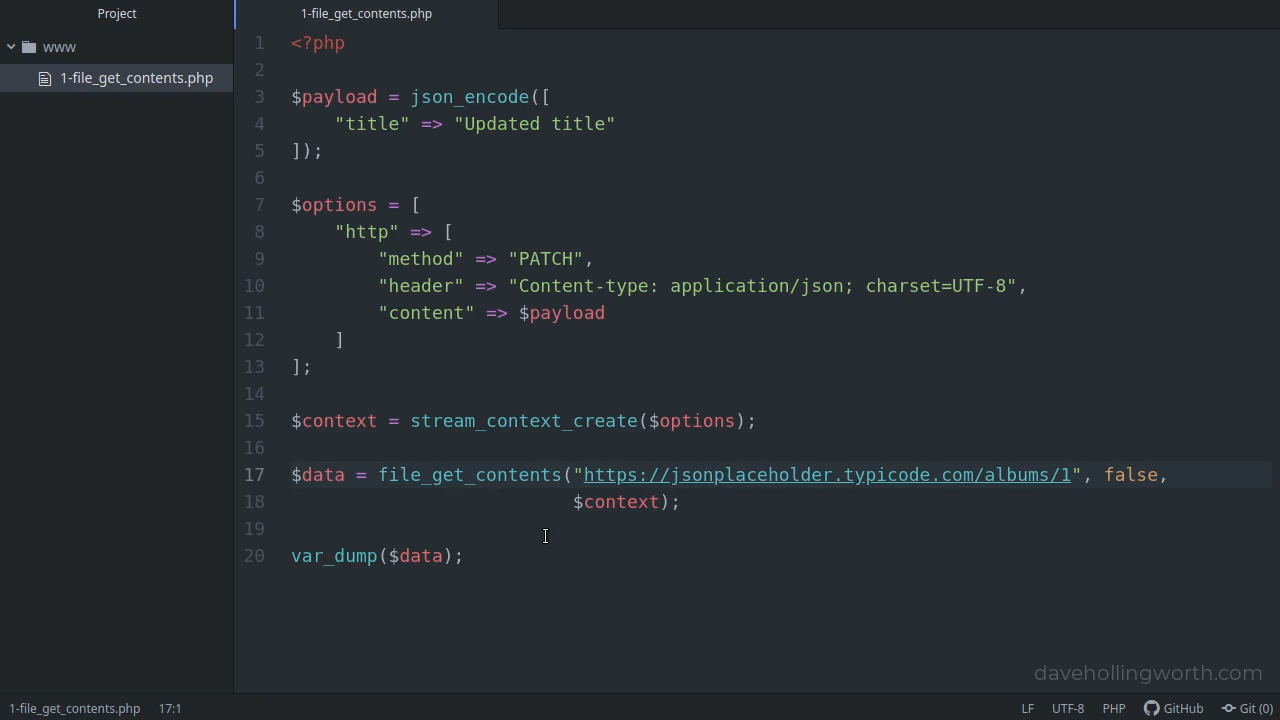 Project
1-file_get_contents.php
www
1-file_get_contents.php
1 <?php
2
3 $payload = json_encode([
4     "title" => "Updated title"
5 ]);
6
7 $options = [
8     "http" => [
9         "method" => "PATCH",
10         "header" => "Content-type: application/json; charset=UTF-8",
11         "content" => $payload
12     ]
13 ];
14
15 $context = stream_context_create($options);
16
17 $data = file_get_contents("https://jsonplaceholder.typicode.com/albums/1", false,
18                           $context);
19
20 var_dump($data);
davehollingworth.com
1-file_get_contents.php 17:1 LF UTF-8 PHP GitHub Git (0)